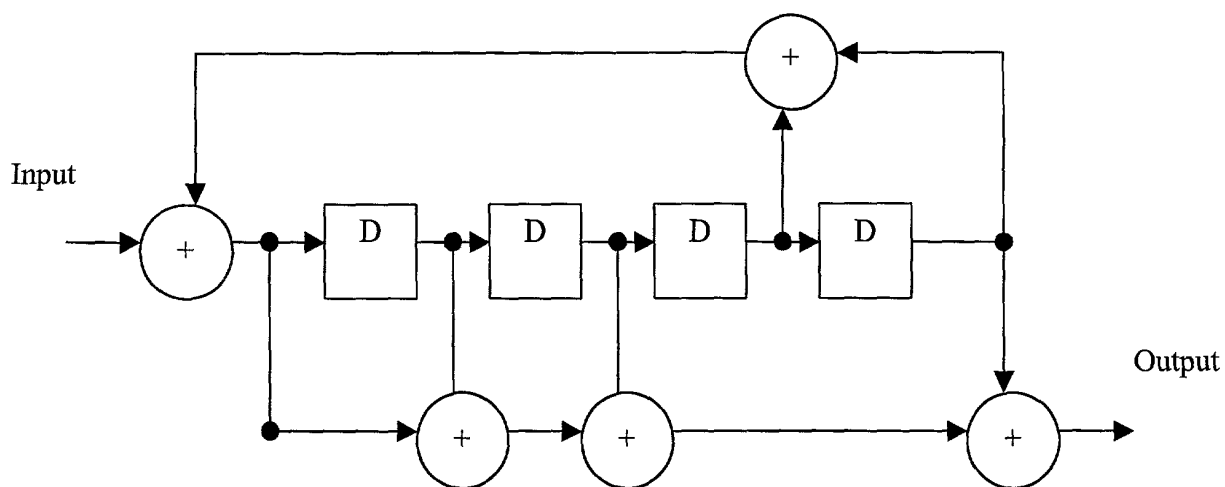 +
Input
D D D D
+
Output
+ + +